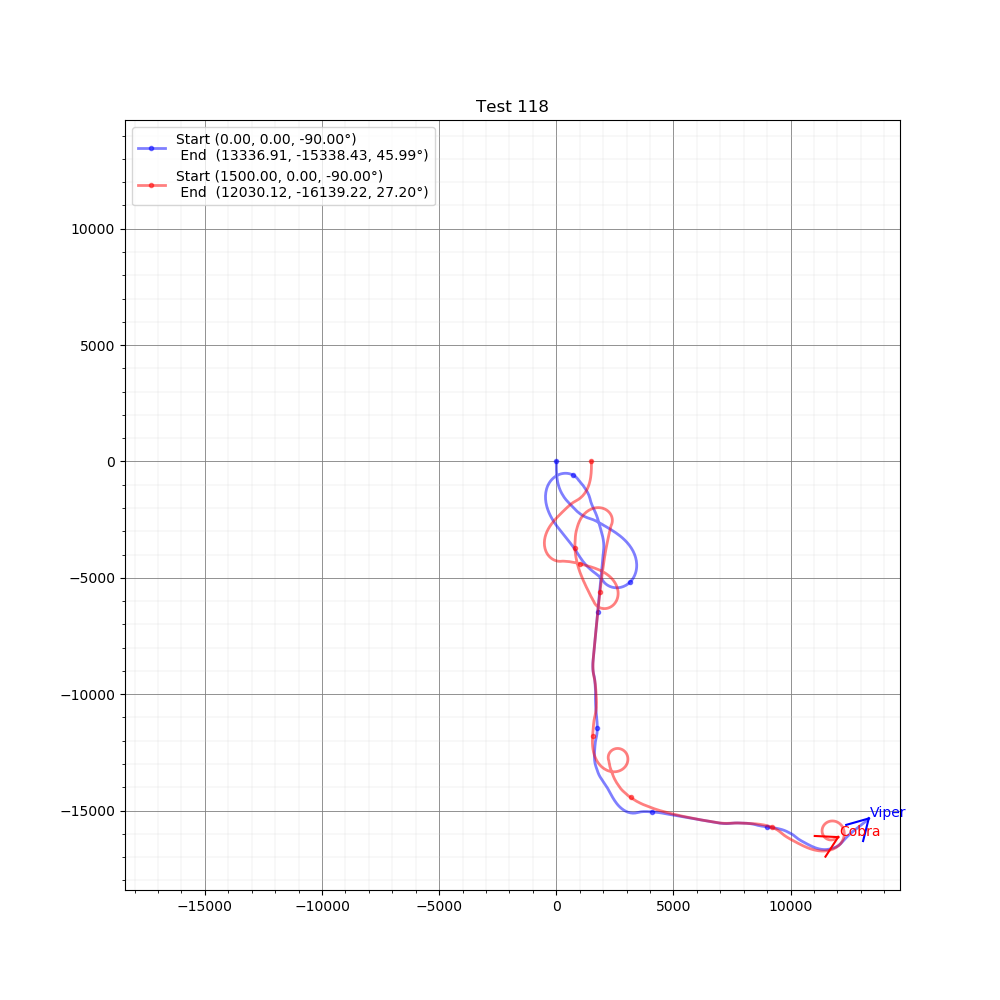 Test 118
Start (0.00, 0.00, -90.00°)
End  (13336.91, -15338.43, 45.99°)
Start (1500.00, 0.00, -90.00°)
End  (12030.12, -16139.22, 27.20°)
10000
5000
0
−5000
−10000
−15000
Viper
Cobra
−15000
−10000
−5000
0
5000
10000